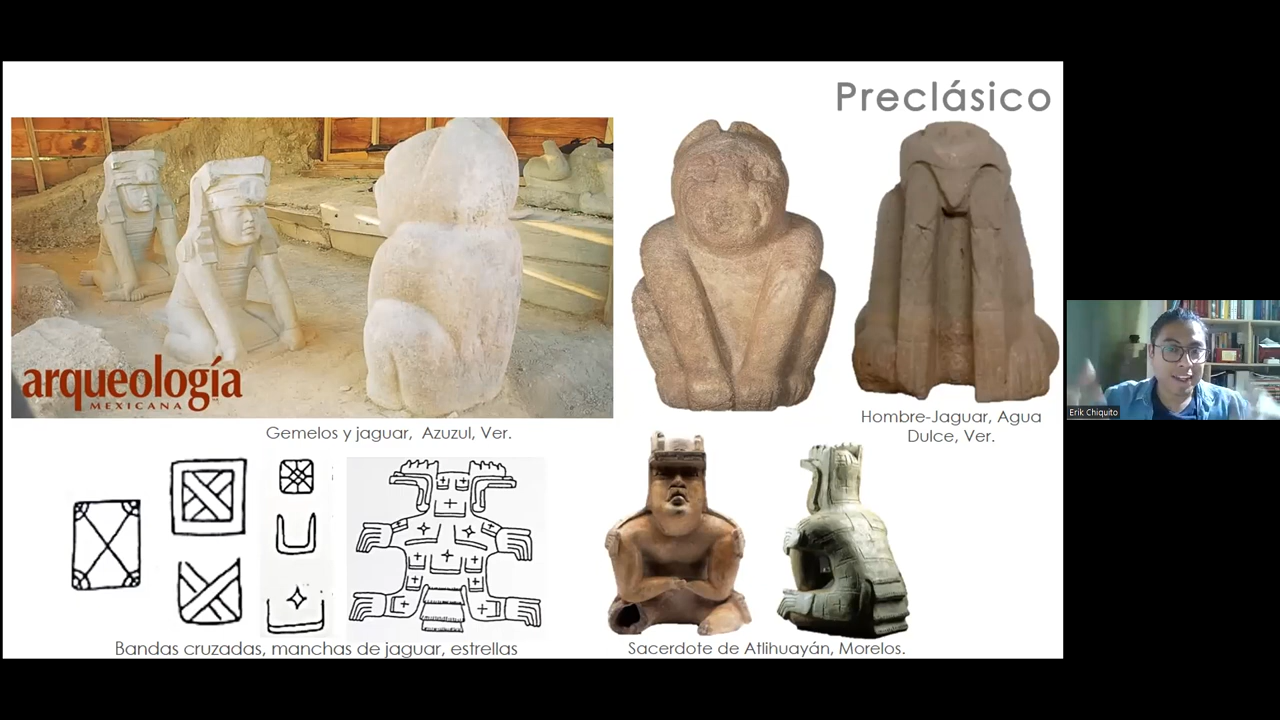 Preclásico
arqueología
MEXICANA
Gemelos y jaguar, Azuzul, Ver.
Hombre-Jaguar, Agua
Dulce, Ver.
Erik Chiquito
Bandas cruzadas, manchas de jaguar, estrellas
Sacerdote de Atlihuayán, Morelos.